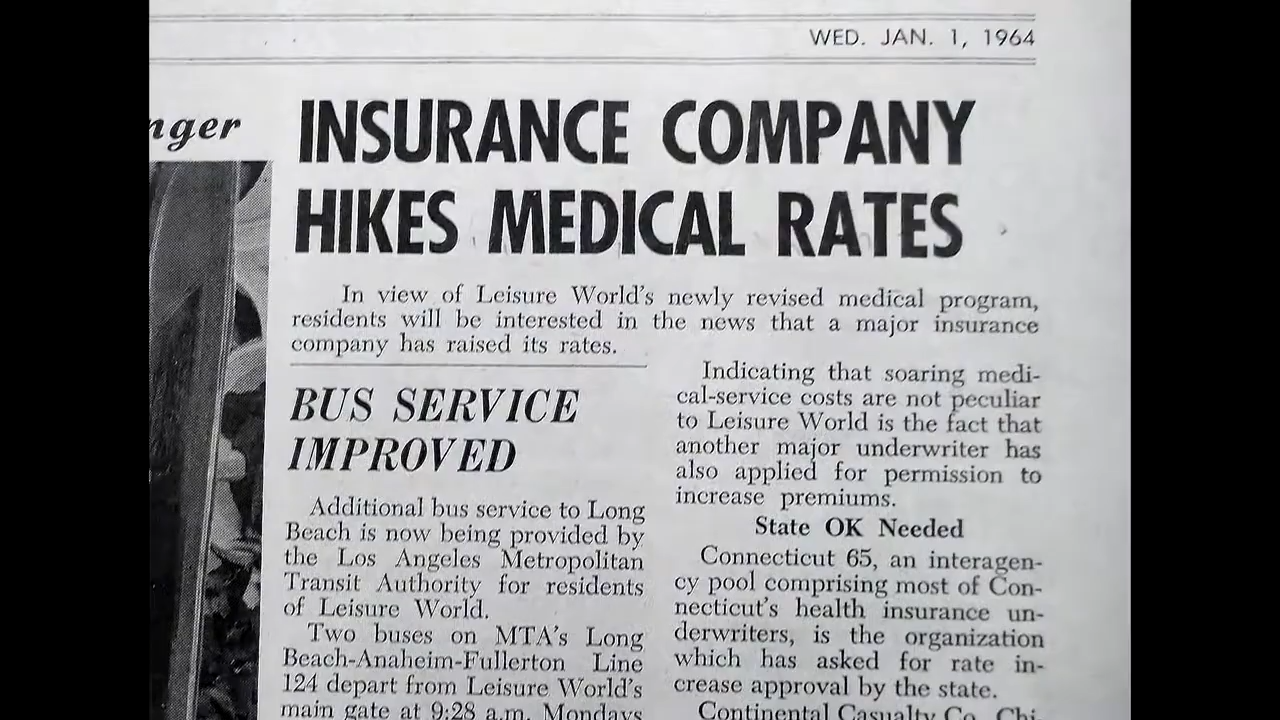 WED. JAN. 1, 1964
nger
INSURANCE COMPANY
HIKES MEDICAL RATES
In view of Leisure World's newly revised medical program,
residents will be interested in the news that a major insurance
company has raised its rates.
BUS SERVICE
IMPROVED
Additional bus service to Long
Beach is now being provided by
the Los Angeles Metropolitan
Transit Authority for residents
of Leisure World.
Two buses on MTA's Long
Beach-Anaheim-Fullerton Line
124 depart from Leisure World's
main gate at 9:28 a.m. Mondays
Indicating that soaring medi-
cal-service costs are not peculiar
to Leisure World is the fact that
another major underwriter has
also applied for permission to
increase premiums.
State OK Needed
Connecticut 65, an interagen-
cy pool comprising most of Con-
necticut's health insurance un-
derwriters, is the organization
which has asked for rate in-
crease approval by the state.
Continental Casualty Co. Chi-